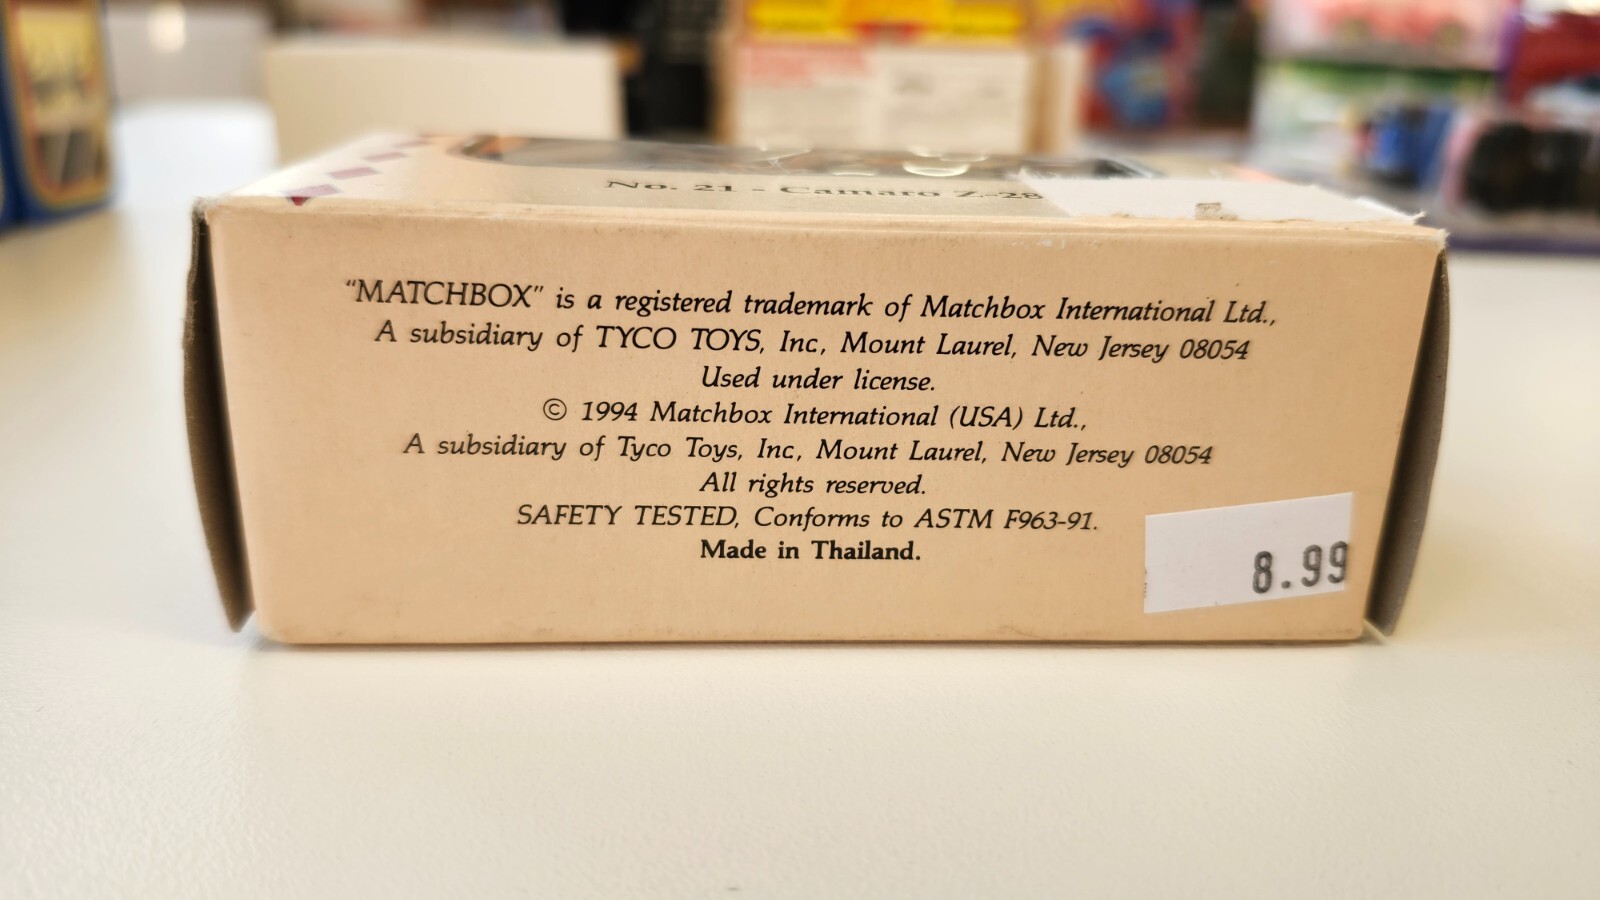 No. 21 - Camaro Z-28
"MATCHBOX" is a registered trademark of Matchbox International Ltd.,
A subsidiary of TYCO TOYS, Inc, Mount Laurel, New Jersey 08054
Used under license.
© 1994 Matchbox International (USA) Ltd.,
A subsidiary of Tyco Toys, Inc, Mount Laurel, New Jersey 08054
All rights reserved.
SAFETY TESTED, Conforms to ASTM F963-91.
Made in Thailand.
8.99